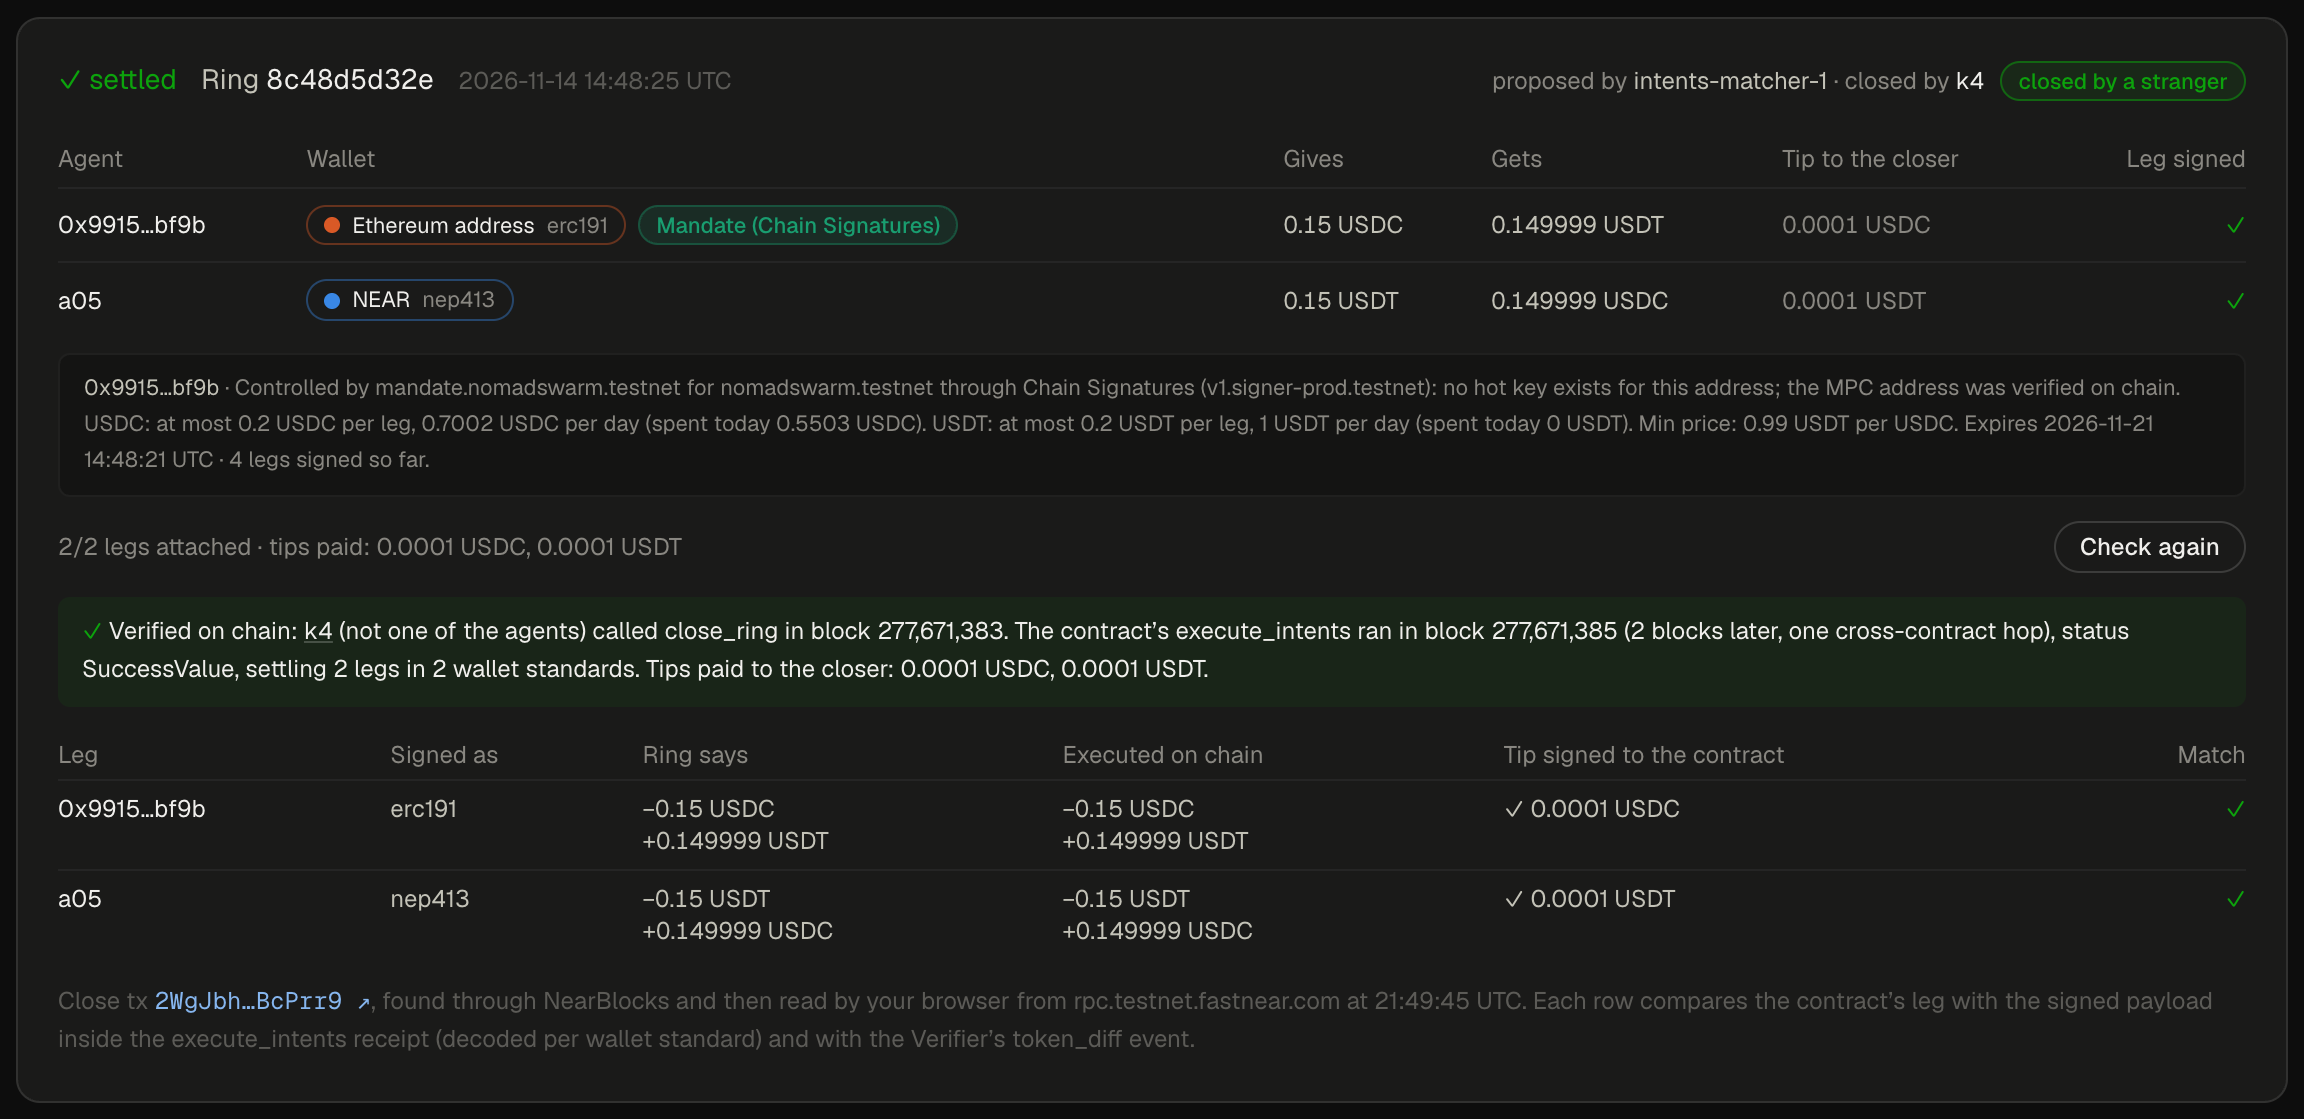 ✓ settled Ring 8c48d5d32e 2026-11-14 14:48:25 UTC proposed by intents-matcher-1 · closed by k4 closed by a stranger
Agent Wallet Gives Gets Tip to the closer Leg signed
0x9915…bf9b Ethereum address erc191 Mandate (Chain Signatures) 0.15 USDC 0.149999 USDT 0.0001 USDC ✓
a05 NEAR nep413 0.15 USDT 0.149999 USDC 0.0001 USDT ✓
0x9915…bf9b · Controlled by mandate.nomadswarm.testnet for nomadswarm.testnet through Chain Signatures (v1.signer-prod.testnet): no hot key exists for this address; the MPC address was verified on chain.
USDC: at most 0.2 USDC per leg, 0.7002 USDC per day (spent today 0.5503 USDC). USDT: at most 0.2 USDT per leg, 1 USDT per day (spent today 0 USDT). Min price: 0.99 USDT per USDC. Expires 2026-11-21
14:48:21 UTC · 4 legs signed so far.
2/2 legs attached · tips paid: 0.0001 USDC, 0.0001 USDT Check again
✓ Verified on chain: k4 (not one of the agents) called close_ring in block 277,671,383. The contract’s execute_intents ran in block 277,671,385 (2 blocks later, one cross-contract hop), status
SuccessValue, settling 2 legs in 2 wallet standards. Tips paid to the closer: 0.0001 USDC, 0.0001 USDT.
Leg Signed as Ring says Executed on chain Tip signed to the contract Match
0x9915…bf9b erc191 −0.15 USDC −0.15 USDC ✓ 0.0001 USDC ✓
+0.149999 USDT +0.149999 USDT
a05 nep413 −0.15 USDT −0.15 USDT ✓ 0.0001 USDT ✓
+0.149999 USDC +0.149999 USDC
Close tx 2WgJbh…BcPrr9 ↗, found through NearBlocks and then read by your browser from rpc.testnet.fastnear.com at 21:49:45 UTC. Each row compares the contract’s leg with the signed payload
inside the execute_intents receipt (decoded per wallet standard) and with the Verifier’s token_diff event.